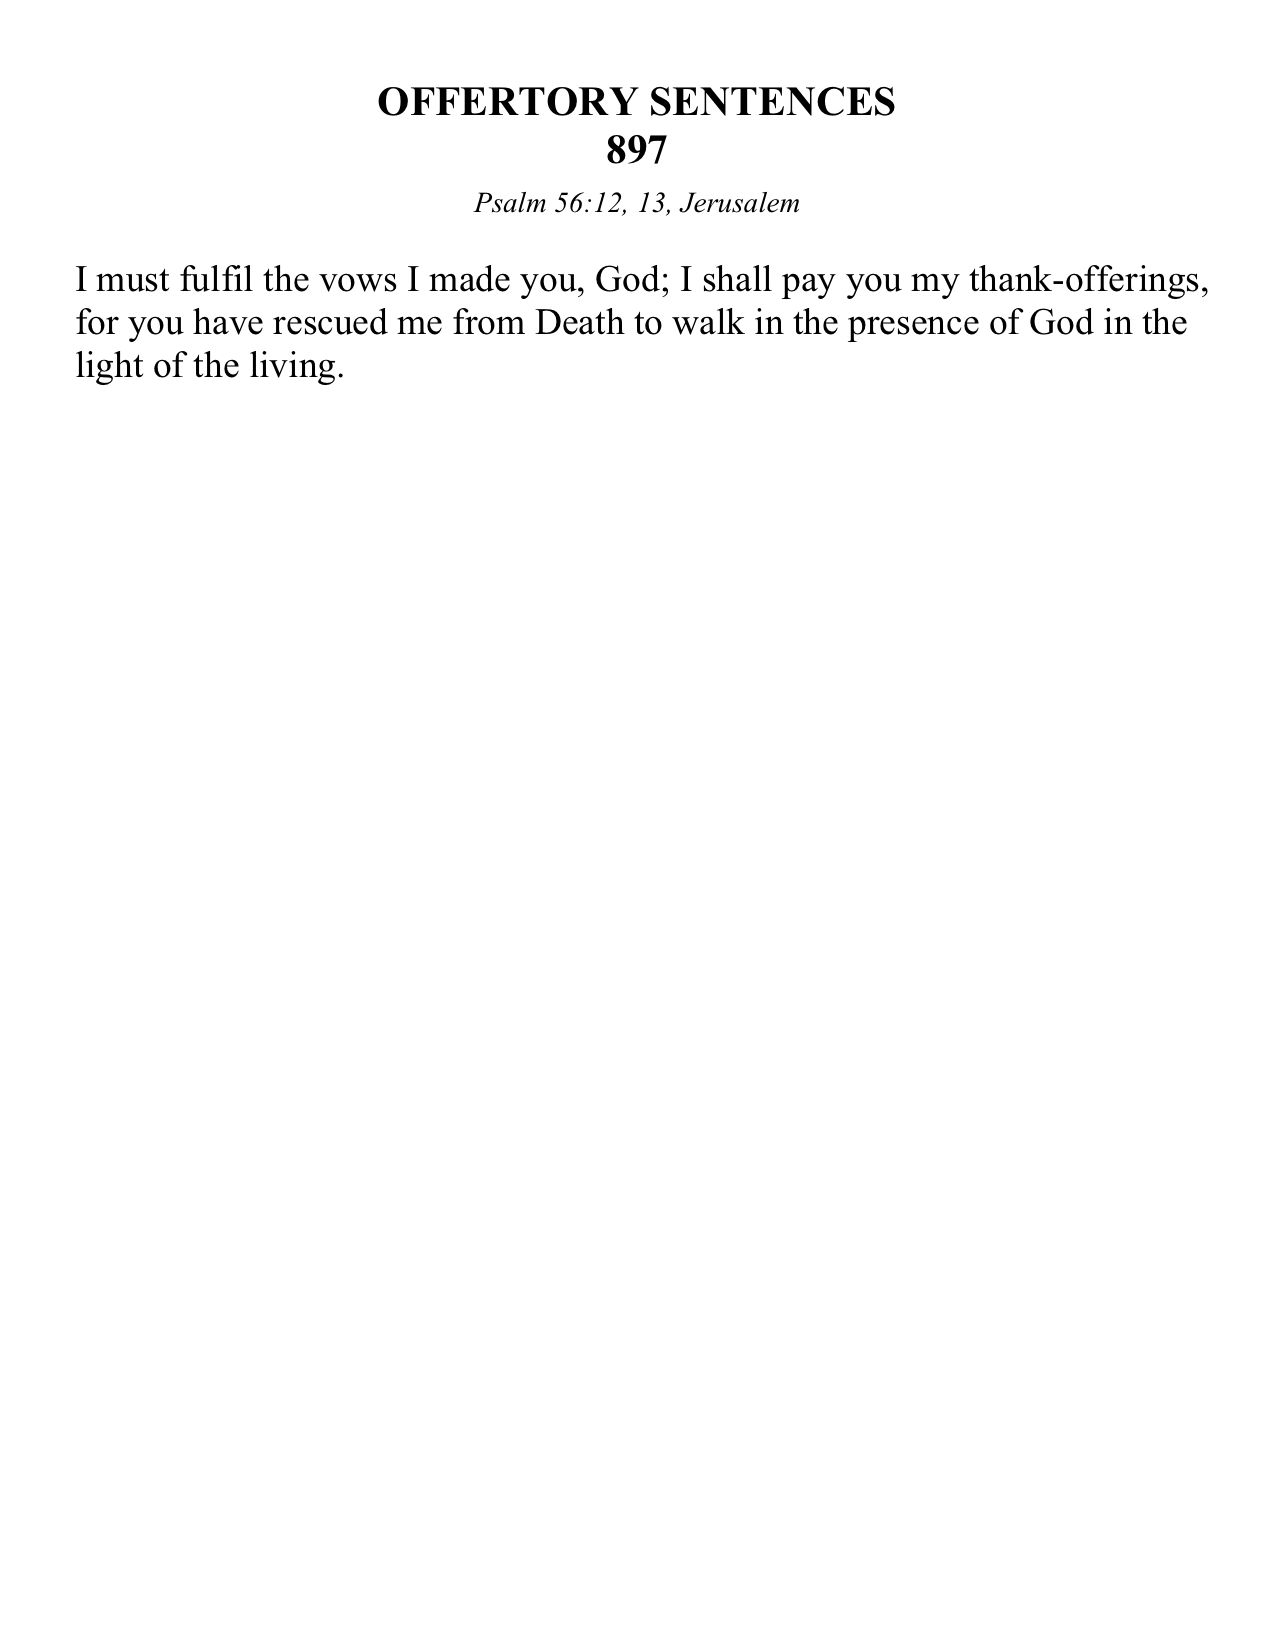 OFFERTORY SENTENCES
897
Psalm 56:12, 13, Jerusalem
I must fulfil the vows I made you, God; I shall pay you my thank-offerings,
for you have rescued me from Death to walk in the presence of God in the
light of the living.